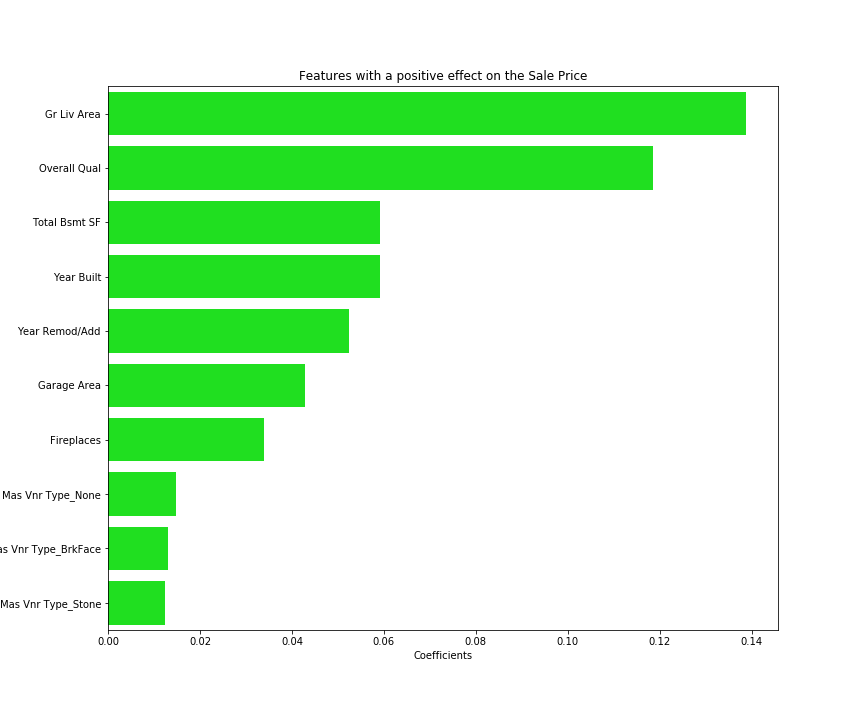 Features with a positive effect on the Sale Price
Gr Liv Area
Overall Qual
Total Bsmt SF
Year Built
Year Remod/Add
Garage Area
Fireplaces
Mas Vnr Type_None
as Vnr Type_BrkFace
Mas Vnr Type_Stone
0.00 0.02 0.04 0.06 0.08 0.10 0.12 0.14
Coefficients